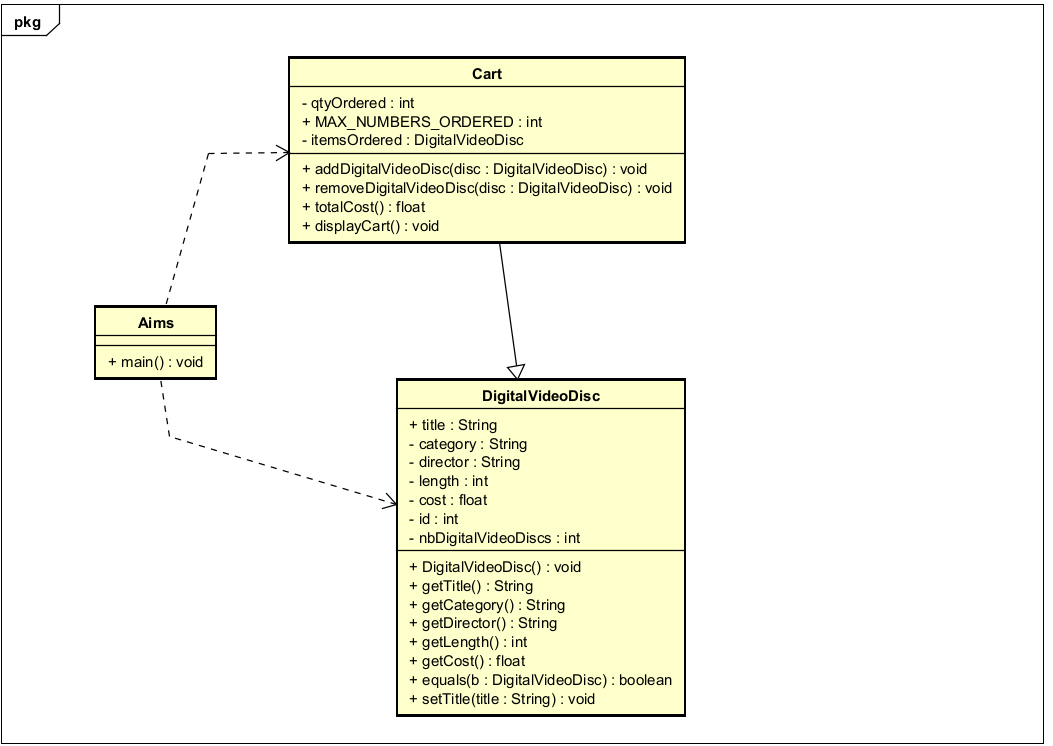 pkg
Cart
- qtyOrdered : int
+ MAX_NUMBERS_ORDERED : int
- itemsOrdered : DigitalVideoDisc
+ addDigitalVideoDisc(disc : DigitalVideoDisc) : void
+ removeDigitalVideoDisc(disc : DigitalVideoDisc) : void
+ totalCost() : float
+ displayCart() : void
Aims
+ main() : void
DigitalVideoDisc
+ title : String
- category : String
- director : String
- length : int
- cost : float
- id : int
- nbDigitalVideoDiscs : int
+ DigitalVideoDisc() : void
+ getTitle() : String
+ getCategory() : String
+ getDirector() : String
+ getLength() : int
+ getCost() : float
+ equals(b : DigitalVideoDisc) : boolean
+ setTitle(title : String) : void